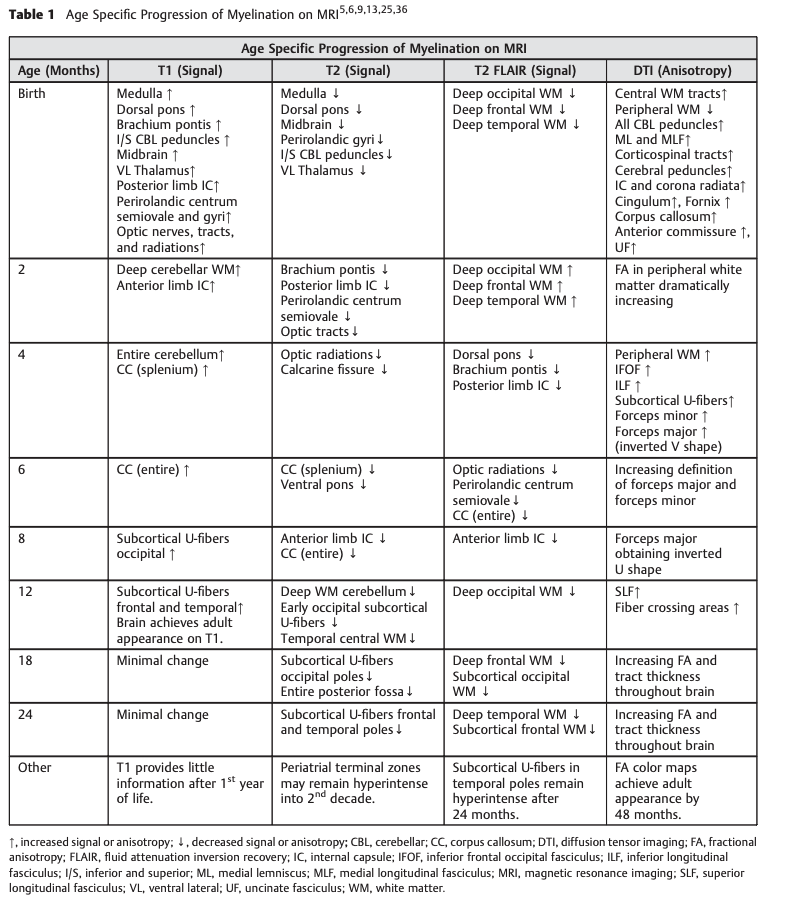 Table 1 Age Specific Progression of Myelination on MRI5,6,9,13,25,36
Age Specific Progression of Myelination on MRI
Age (Months) T1 (Signal) T2 (Signal) T2 FLAIR (Signal) DTI (Anisotropy)
Birth
Medulla ↑
Dorsal pons ↑
Brachium pontis ↑
I/S CBL peduncles ↑
Midbrain ↑
VL Thalamus↑
Posterior limb IC↑
Perirolandic centrum
semiovale and gyri↑
Optic nerves, tracts,
and radiations↑
Medulla ↓
Dorsal pons ↓
Midbrain ↓
Perirolandic gyri↓
I/S CBL peduncles↓
VL Thalamus ↓
Deep occipital WM ↓
Deep frontal WM ↓
Deep temporal WM ↓
Central WM tracts↑
Peripheral WM ↓
All CBL peduncles↑
ML and MLF↑
Corticospinal tracts↑
Cerebral peduncles↑
IC and corona radiata↑
Cingulum↑, Fornix ↑
Corpus callosum↑
Anterior commissure ↑,
UF↑
2
Deep cerebellar WM↑
Anterior limb IC↑
Brachium pontis ↓
Posterior limb IC ↓
Perirolandic centrum
semiovale ↓
Optic tracts↓
Deep occipital WM ↑
Deep frontal WM ↑
Deep temporal WM ↑
FA in peripheral white
matter dramatically
increasing
4
Entire cerebellum↑
CC (splenium) ↑
Optic radiations↓
Calcarine fissure ↓
Dorsal pons ↓
Brachium pontis ↓
Posterior limb IC ↓
Peripheral WM ↑
IFOF ↑
ILF ↑
Subcortical U-fibers↑
Forceps minor ↑
Forceps major ↑
(inverted V shape)
6
CC (entire) ↑
CC (splenium) ↓
Ventral pons ↓
Optic radiations ↓
Perirolandic centrum
semiovale↓
CC (entire) ↓
Increasing definition
of forceps major and
forceps minor
8
Subcortical U-fibers
occipital ↑
Anterior limb IC ↓
CC (entire) ↓
Anterior limb IC ↓
Forceps major
obtaining inverted
U shape
12
Subcortical U-fibers
frontal and temporal↑
Brain achieves adult
appearance on T1.
Deep WM cerebellum↓
Early occipital subcortical
U-fibers ↓
Temporal central WM↓
Deep occipital WM ↓
SLF↑
Fiber crossing areas ↑
18
Minimal change
Subcortical U-fibers
occipital poles↓
Entire posterior fossa↓
Deep frontal WM ↓
Subcortical occipital
WM ↓
Increasing FA and
tract thickness
throughout brain
24
Minimal change
Subcortical U-fibers frontal
and temporal poles↓
Deep temporal WM ↓
Subcortical frontal WM↓
Increasing FA and
tract thickness
throughout brain
Other
T1 provides little
information after 1st year
of life.
Periatrial terminal zones
may remain hyperintense
into 2nd decade.
Subcortical U-fibers in
temporal poles remain
hyperintense after
24 months.
FA color maps
achieve adult
appearance by
48 months.
↑, increased signal or anisotropy; ↓, decreased signal or anisotropy; CBL, cerebellar; CC, corpus callosum; DTI, diffusion tensor imaging; FA, fractional
anisotropy; FLAIR, fluid attenuation inversion recovery; IC, internal capsule; IFOF, inferior frontal occipital fasciculus; ILF, inferior longitudinal
fasciculus; I/S, inferior and superior; ML, medial lemniscus; MLF, medial longitudinal fasciculus; MRI, magnetic resonance imaging; SLF, superior
longitudinal fasciculus; VL, ventral lateral; UF, uncinate fasciculus; WM, white matter.